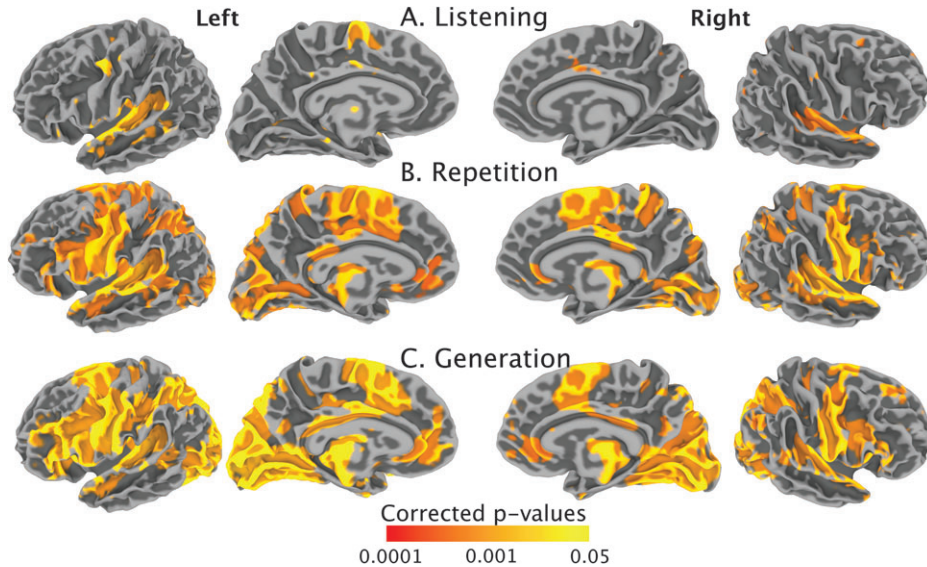 Left
A. Listening
Right
B. Repetition
C. Generation
Corrected p-values
0.0001 0.001 0.05